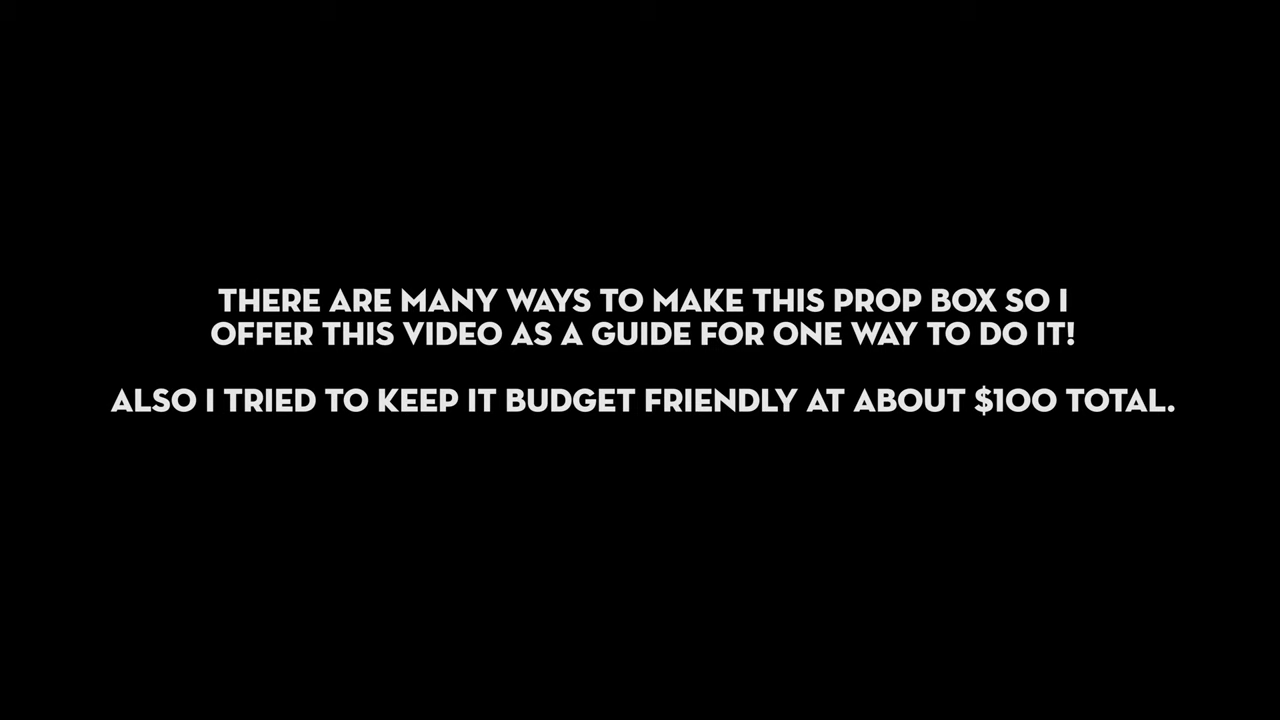 THERE ARE MANY WAYS TO MAKE THIS PROP BOX SO I
OFFER THIS VIDEO AS A GUIDE FOR ONE WAY TO DO IT!
ALSO I TRIED TO KEEP IT BUDGET FRIENDLY AT ABOUT $100 TOTAL.